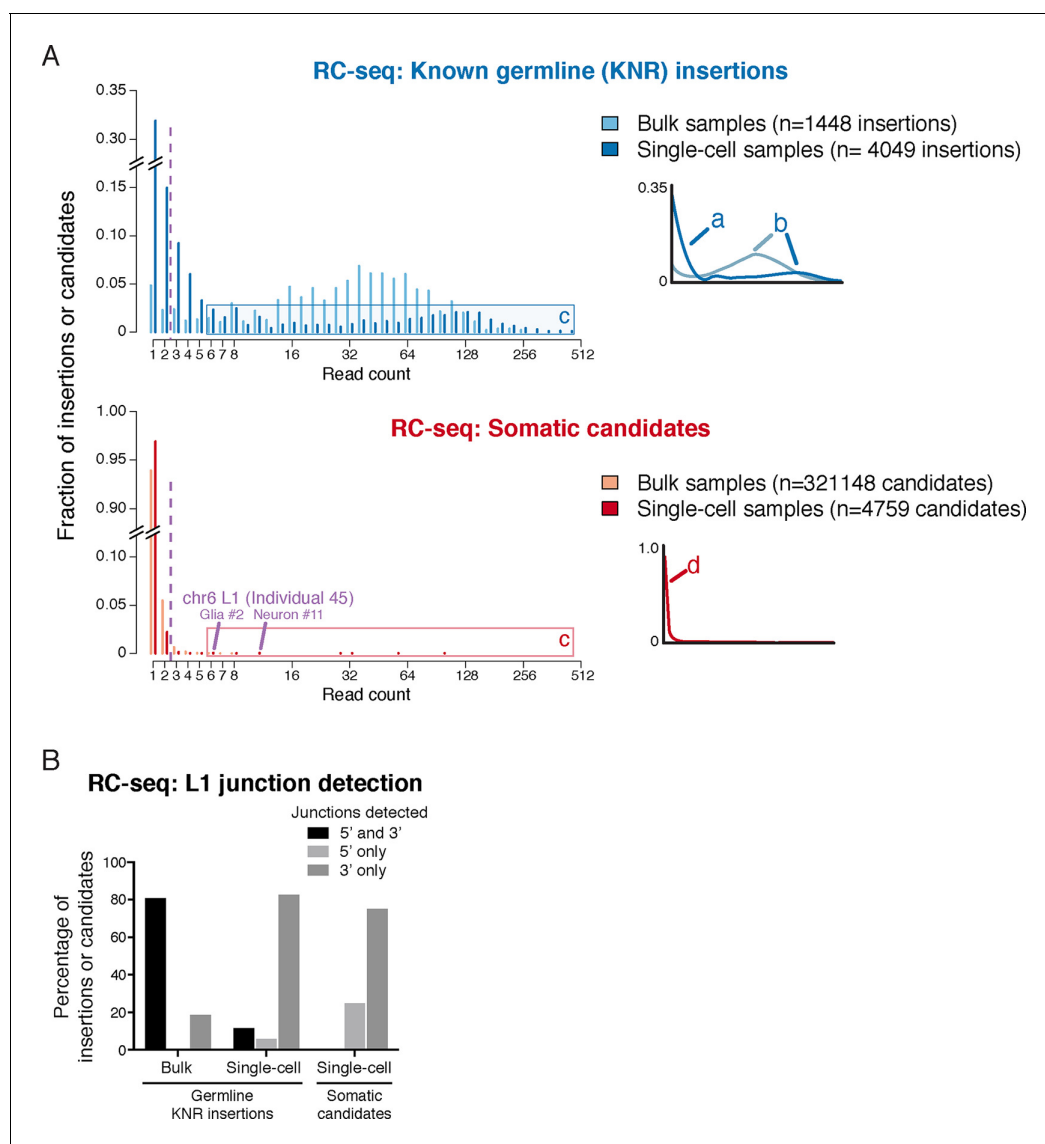 A
RC-seq: Known germline (KNR) insertions
Fraction of insertions or candidates
0.35
0.30
0.15
0.10
0.05
0
c
1 2 3 4 5 6 7 8 16 32 64 128 256 512
Read count
Bulk samples (n=1448 insertions)
Single-cell samples (n= 4049 insertions)
0.35
a
b
0
RC-seq: Somatic candidates
1.00
0.95
0.90
0.10
0.05
0
chr6 L1 (Individual 45)
Glia #2 Neuron #11
c
1 2 3 4 5 6 7 8 16 32 64 128 256 512
Read count
Bulk samples (n=321148 candidates)
Single-cell samples (n=4759 candidates)
1.0
d
0
B
RC-seq: L1 junction detection
Junctions detected
5’ and 3’
5’ only
3’ only
Percentage of
insertions or candidates
100
80
60
40
20
0
Bulk Single-cell Single-cell
Germline
KNR insertions
Somatic
candidates